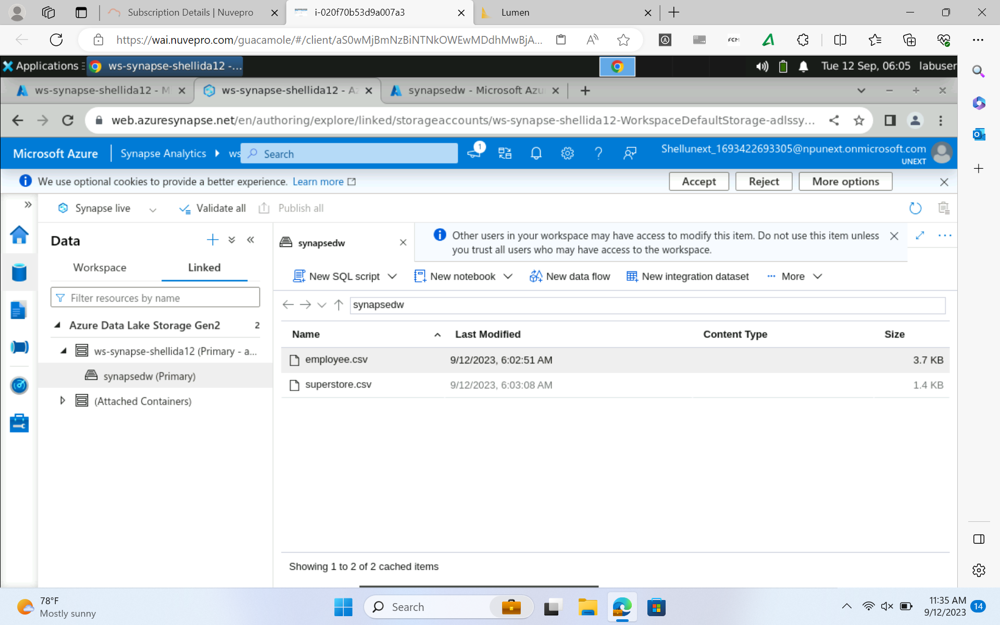 Subscription Details | Nuvepro
i-020f70b53d9a007a3
Lumen
https://wai.nuvepro.com/guacamole/#/client/aS0wMjBmNzBiNTNkOWEwMDdhMwBjA...
FCM
Applications
ws-synapse-shellida12 -...
Tue 12 Sep, 06:05
labuser
ws-synapse-shellida12 - M
ws-synapse-shellida12 - Az
synapsedw - Microsoft Azu
web.azuresynapse.net/en/authoring/explore/linked/storageaccounts/ws-synapse-shellida12-WorkspaceDefaultStorage-adlssy...
Microsoft Azure
Synapse Analytics
ws
Search
1
Shellunext_1693422693305@npunext.onmicrosoft.com
UNEXT
We use optional cookies to provide a better experience. Learn more
Accept
Reject
More options
Synapse live
Validate all
Publish all
Data
Workspace
Linked
Filter resources by name
Azure Data Lake Storage Gen2
2
ws-synapse-shellida12 (Primary - a...
synapsedw (Primary)
(Attached Containers)
synapsedw
Other users in your workspace may have access to modify this item. Do not use this item unless
you trust all users who may have access to the workspace.
New SQL script
New notebook
New data flow
New integration dataset
More
synapsedw
Name
Last Modified
Content Type
Size
employee.csv
9/12/2023, 6:02:51 AM
3.7 KB
superstore.csv
9/12/2023, 6:03:08 AM
1.4 KB
Showing 1 to 2 of 2 cached items
78°F
Mostly sunny
Search
11:35 AM
9/12/2023
14